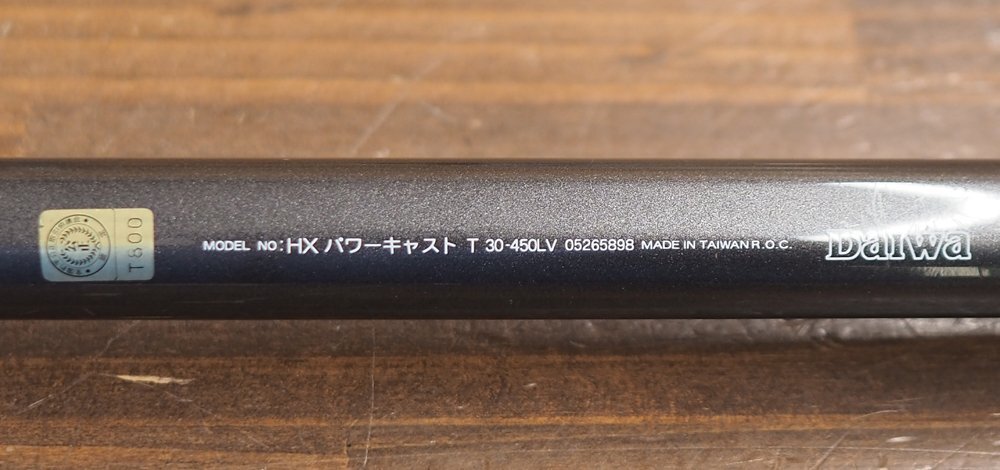 T500
MODEL NO:HX パワーキャスト T 30-450LV 05265898 MADE IN TAIWAN R.O.C.
Daiwa